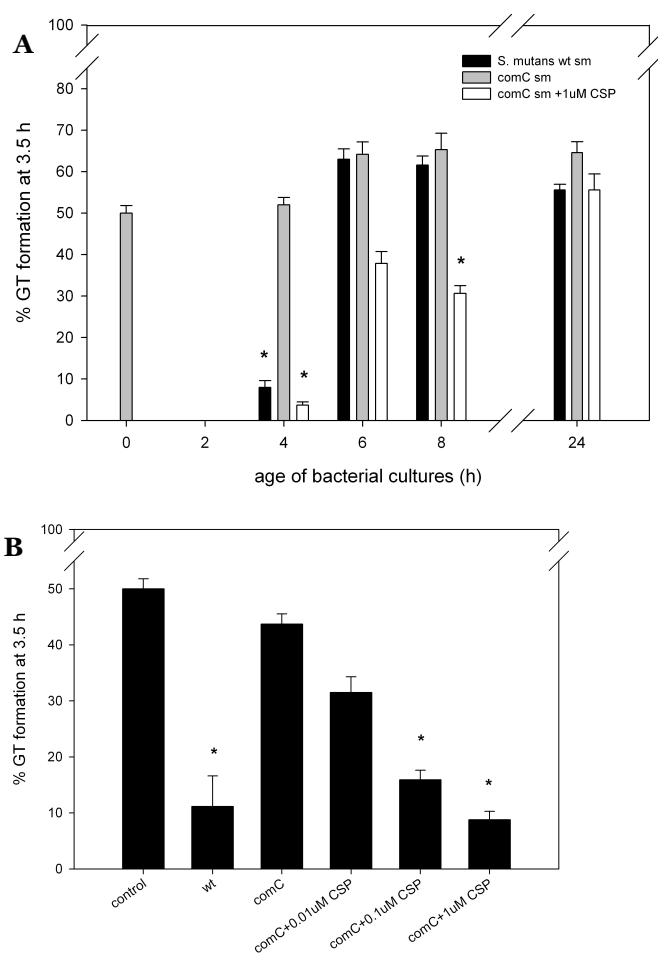 A
100
S. mutans wt sm
comC sm
comC sm +1uM CSP
80
70
60
50
40
30
20
10
0
% GT formation at 3.5 h
* * *
0 2 4 6 8 24
age of bacterial cultures (h)
B
100
50
40
30
20
10
0
% GT formation at 3.5 h
* * *
control wt comC comC+0.01uM CSP comC+0.1uM CSP comC+1uM CSP